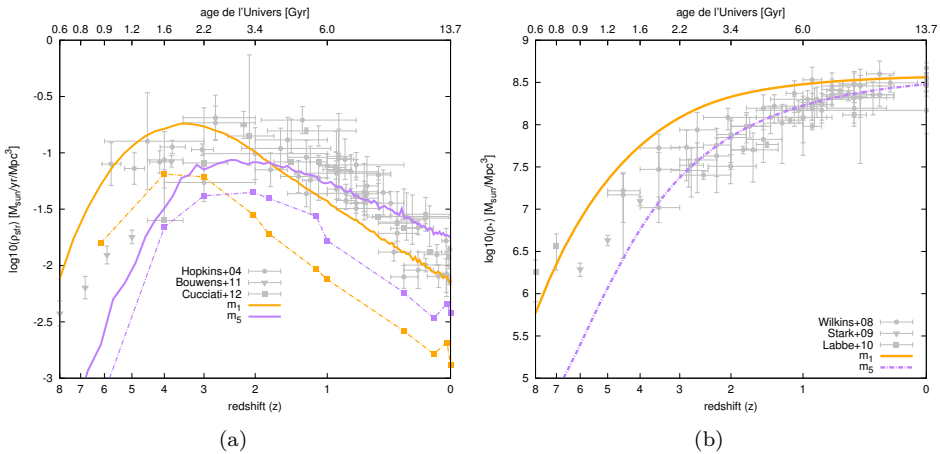 age de l'Univers [Gyr]
0.6 0.8 0.9 1.2 1.6 2.2 3.4 6.0 13.7
0
-0.5
-1
-1.5
-2
-2.5
-3
log10(ρsfr) [Msun/yr/Mpc³]
Hopkins+04
Bouwens+11
Cucciati+12
m₁
m₅
8 7 6 5 4 3 2 1 0
redshift (z)
(a)
age de l'Univers [Gyr]
0.6 0.8 0.9 1.2 1.6 2.2 3.4 6.0 13.7
9
8.5
8
7.5
7
6.5
6
5.5
5
[Msun/Mpc³]
Wilkins+08
Stark+09
Labbe+10
m₁
m₅
8 7 6 5 4 3 2 1 0
redshift (z)
(b)